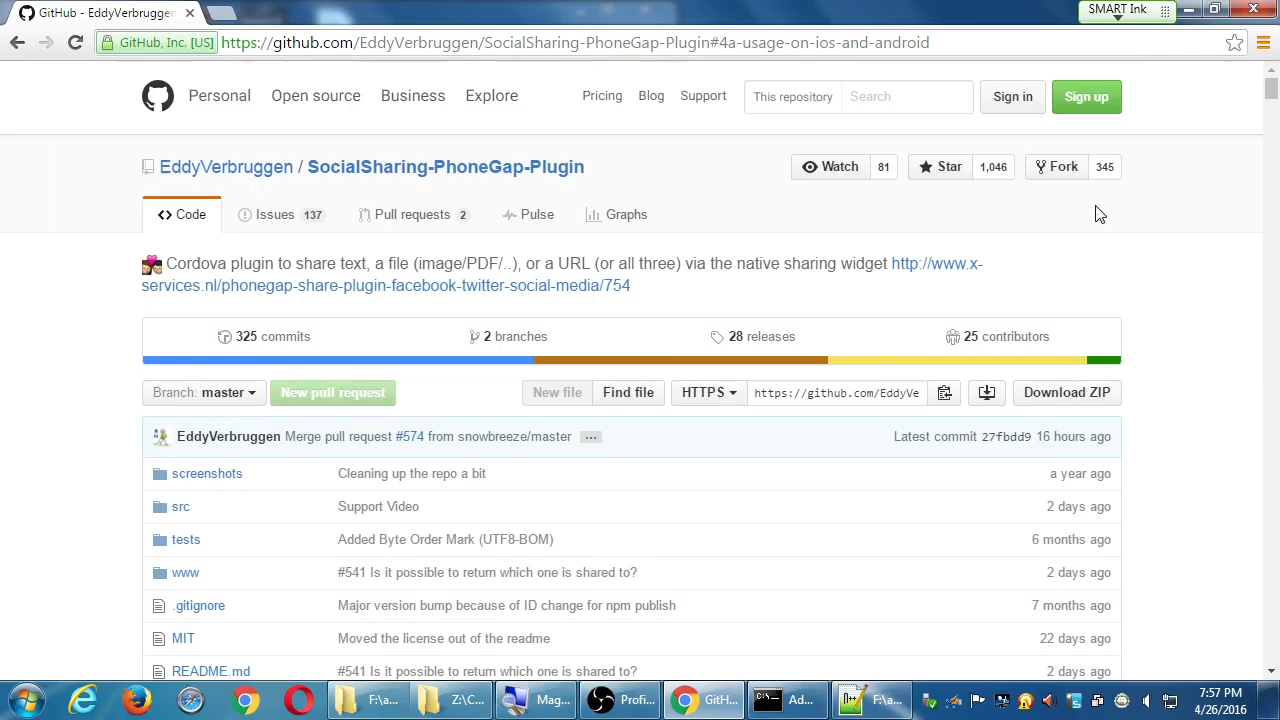 GitHub - EddyVerbruggen
SMART Ink
GitHub, Inc. [US]
https://github.com/EddyVerbruggen/SocialSharing-PhoneGap-Plugin#4a-usage-on-ios-and-android
Personal Open source Business Explore Pricing Blog Support This repository Search Sign in Sign up
EddyVerbruggen / SocialSharing-PhoneGap-Plugin Watch 81 Star 1,046 Fork 345
Code Issues 137 Pull requests 2 Pulse Graphs
Cordova plugin to share text, a file (image/PDF/..), or a URL (or all three) via the native sharing widget http://www.x-
services.nl/phonegap-share-plugin-facebook-twitter-social-media/754
325 commits 2 branches 28 releases 25 contributors
Branch: master New pull request New file Find file HTTPS https://github.com/EddyVe Download ZIP
EddyVerbruggen Merge pull request #574 from snowbreeze/master ... Latest commit 27fbdd9 16 hours ago
screenshots Cleaning up the repo a bit a year ago
src Support Video 2 days ago
tests Added Byte Order Mark (UTF8-BOM) 6 months ago
www #541 Is it possible to return which one is shared to? 2 days ago
.gitignore Major version bump because of ID change for npm publish 7 months ago
MIT Moved the license out of the readme 22 days ago
README.md #541 Is it possible to return which one is shared to? 2 days ago
F:\a... Z:\C... Mag... Profi... GitH... Ad... F:\a... 7:57 PM
4/26/2016